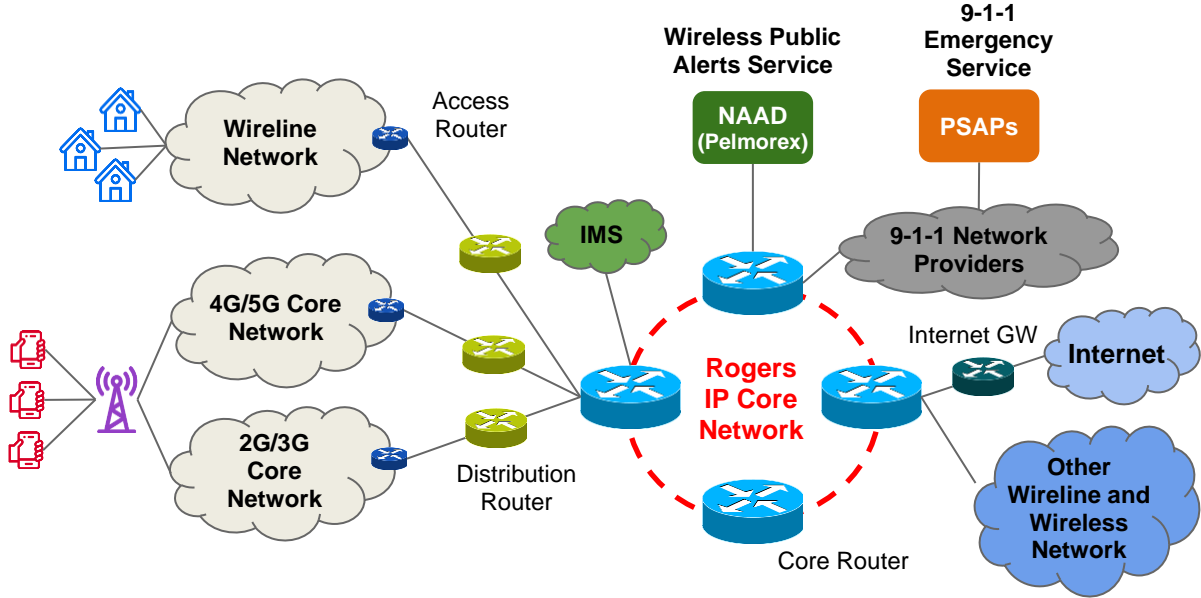 Wireless Public
Alerts Service
9-1-1
Emergency
Service
Access
Router
Wireline
Network
NAAD
(Pelmorex)
PSAPs
IMS
9-1-1 Network
Providers
4G/5G Core
Network
Internet GW
Internet
Rogers
IP Core
Network
2G/3G
Core
Network
Distribution
Router
Other
Wireline and
Wireless
Network
Core Router